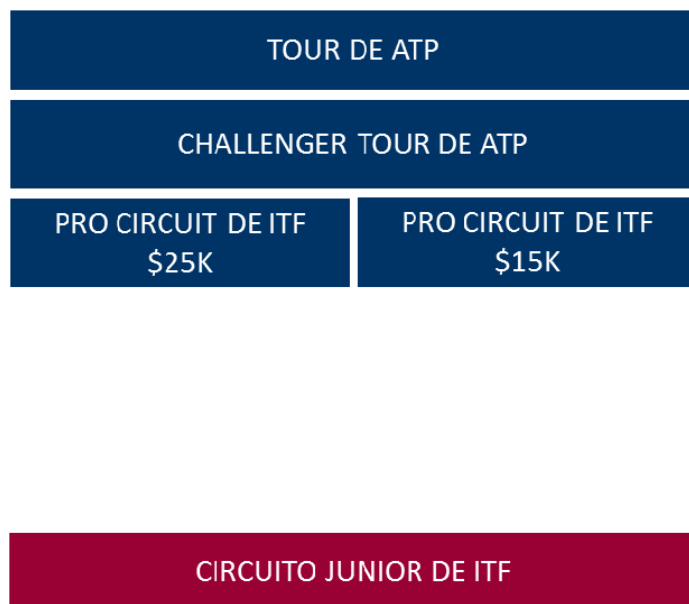 TOUR DE ATP
CHALLENGER TOUR DE ATP
PRO CIRCUIT DE ITF
$25K
PRO CIRCUIT DE ITF
$15K
CIRCUITO JUNIOR DE ITF